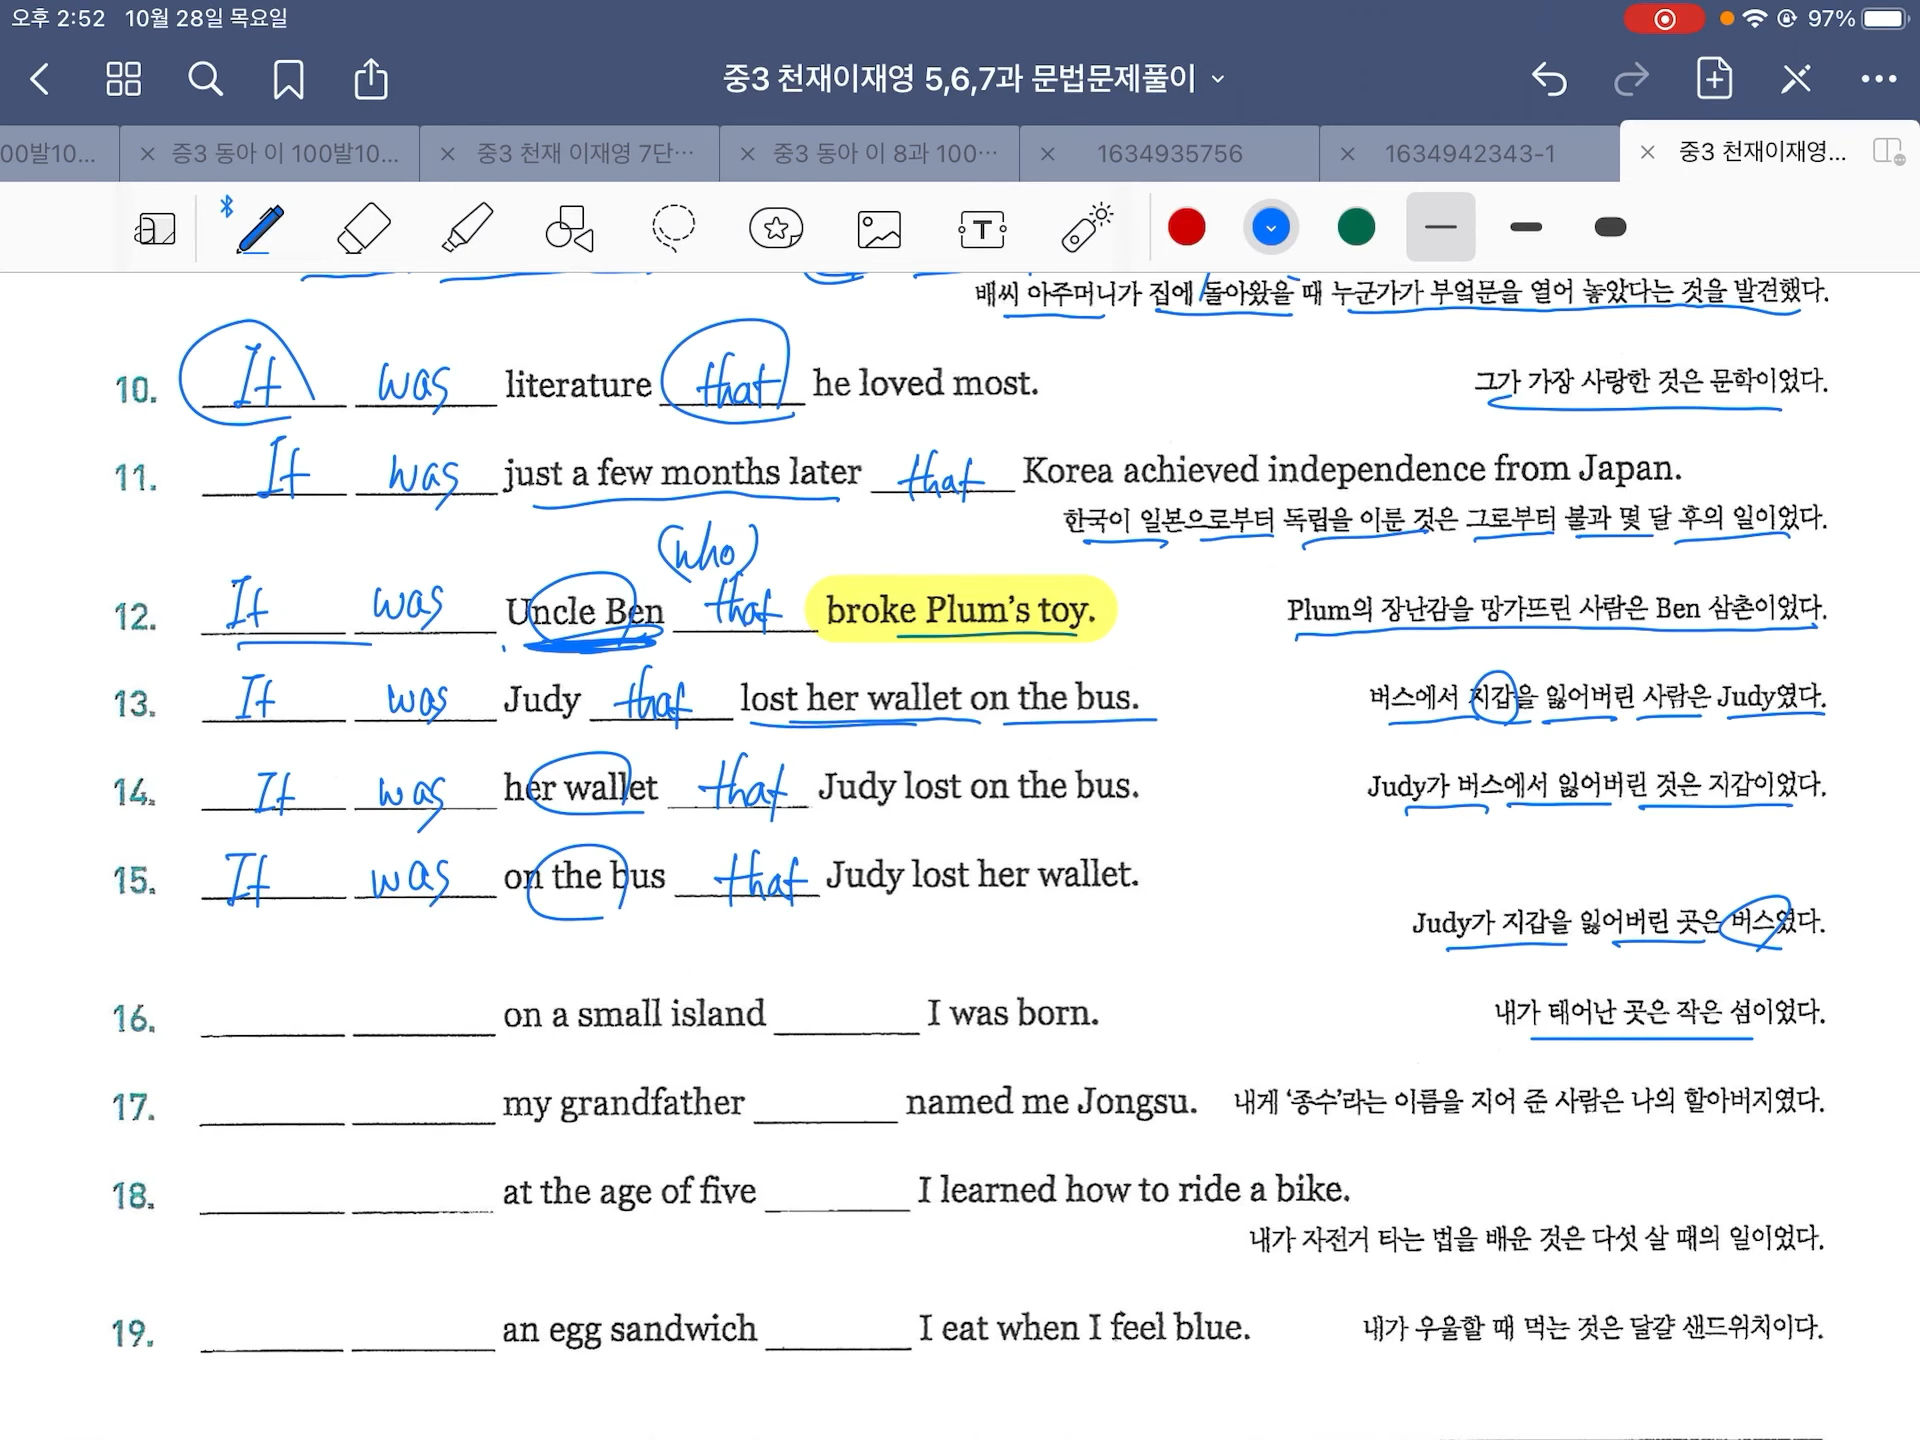 오후 2:52 10월 28일 목요일 97%
중3 천재이재영 5,6,7과 문법문제풀이
00발10... × 증3 동아 이 100발10... × 중3 천재 이재영 7단··· × 중3 동아 이 8과 100··· × 1634935756 × 1634942343-1 × 중3 천재이재영...
배씨 아주머니가 집에 돌아왔을 때 누군가가 부엌문을 열어 놓았다는 것을 발견했다.
10. It was literature that he loved most. 그가 가장 사랑한 것은 문학이었다.
11. It was just a few months later that Korea achieved independence from Japan.
한국이 일본으로부터 독립을 이룬 것은 그로부터 불과 몇 달 후의 일이었다.
(who)
12. It was Uncle Ben that broke Plum's toy. Plum의 장난감을 망가뜨린 사람은 Ben 삼촌이었다.
13. It was Judy that lost her wallet on the bus. 버스에서 지갑을 잃어버린 사람은 Judy였다.
14. It was her wallet that Judy lost on the bus. Judy가 버스에서 잃어버린 것은 지갑이었다.
15. It was on the bus that Judy lost her wallet.
Judy가 지갑을 잃어버린 곳은 버스였다.
16. on a small island I was born. 내가 태어난 곳은 작은 섬이었다.
17. my grandfather named me Jongsu. 내게 ‘종수’라는 이름을 지어 준 사람은 나의 할아버지였다.
18. at the age of five I learned how to ride a bike.
내가 자전거 타는 법을 배운 것은 다섯 살 때의 일이었다.
19. an egg sandwich I eat when I feel blue. 내가 우울할 때 먹는 것은 달걀 샌드위치이다.